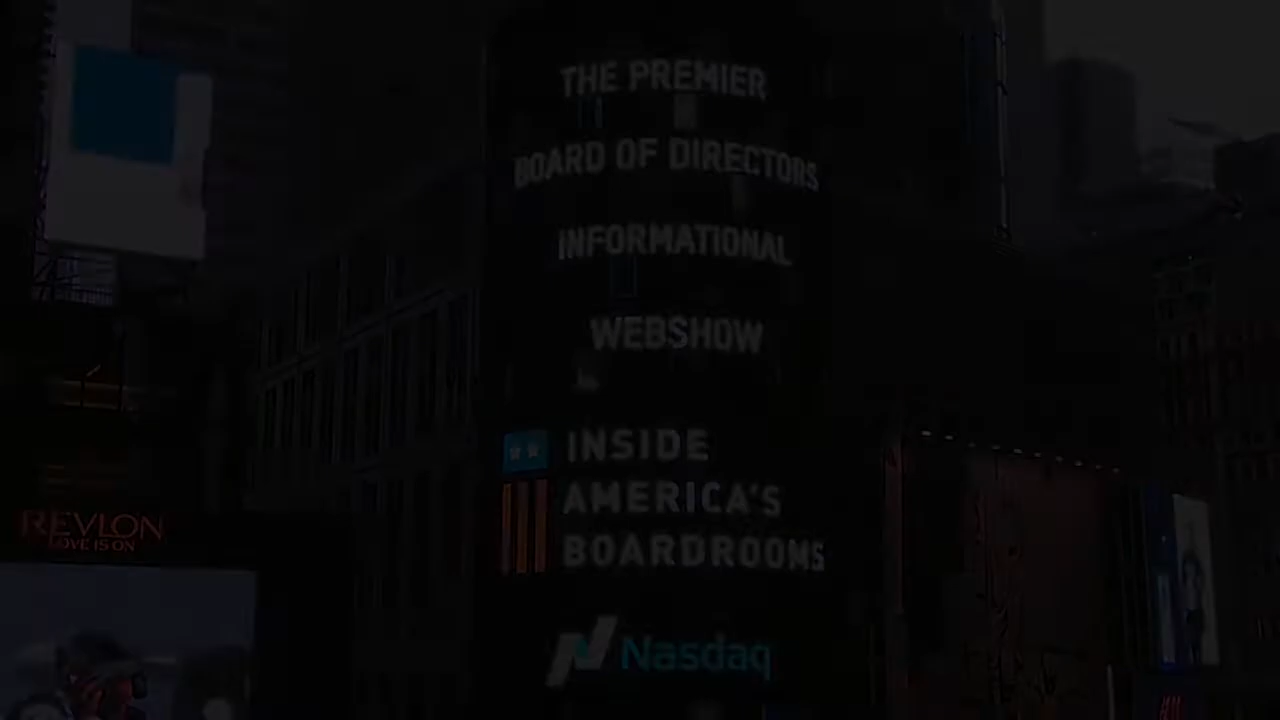 THE PREMIER
BOARD OF DIRECTORS
INFORMATIONAL
WEBSHOW
INSIDE
AMERICA'S
BOARDROOMS
REVLON
LOVE IS ON
Nasdaq